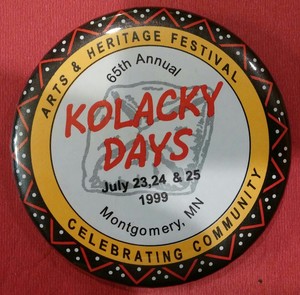 ARTS & HERITAGE FESTIVAL
65th Annual
KOLACKY
DAYS
July 23,24 & 25
1999
Montgomery, MN
CELEBRATING COMMUNITY